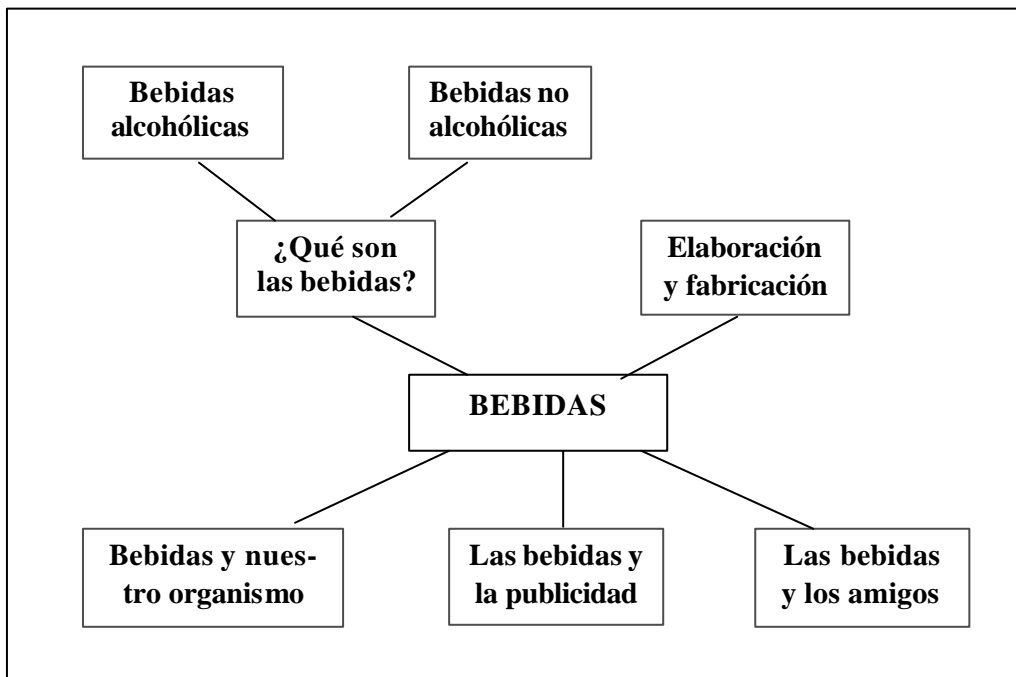 Bebidas
alcohólicas
Bebidas no
alcohólicas
¿Qué son
las bebidas?
Elaboración
y fabricación
BEBIDAS
Bebidas y nues-
tro organismo
Las bebidas y
la publicidad
Las bebidas
y los amigos